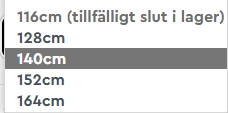 116cm (tillfälligt slut i lager)
128cm
140cm
152cm
164cm